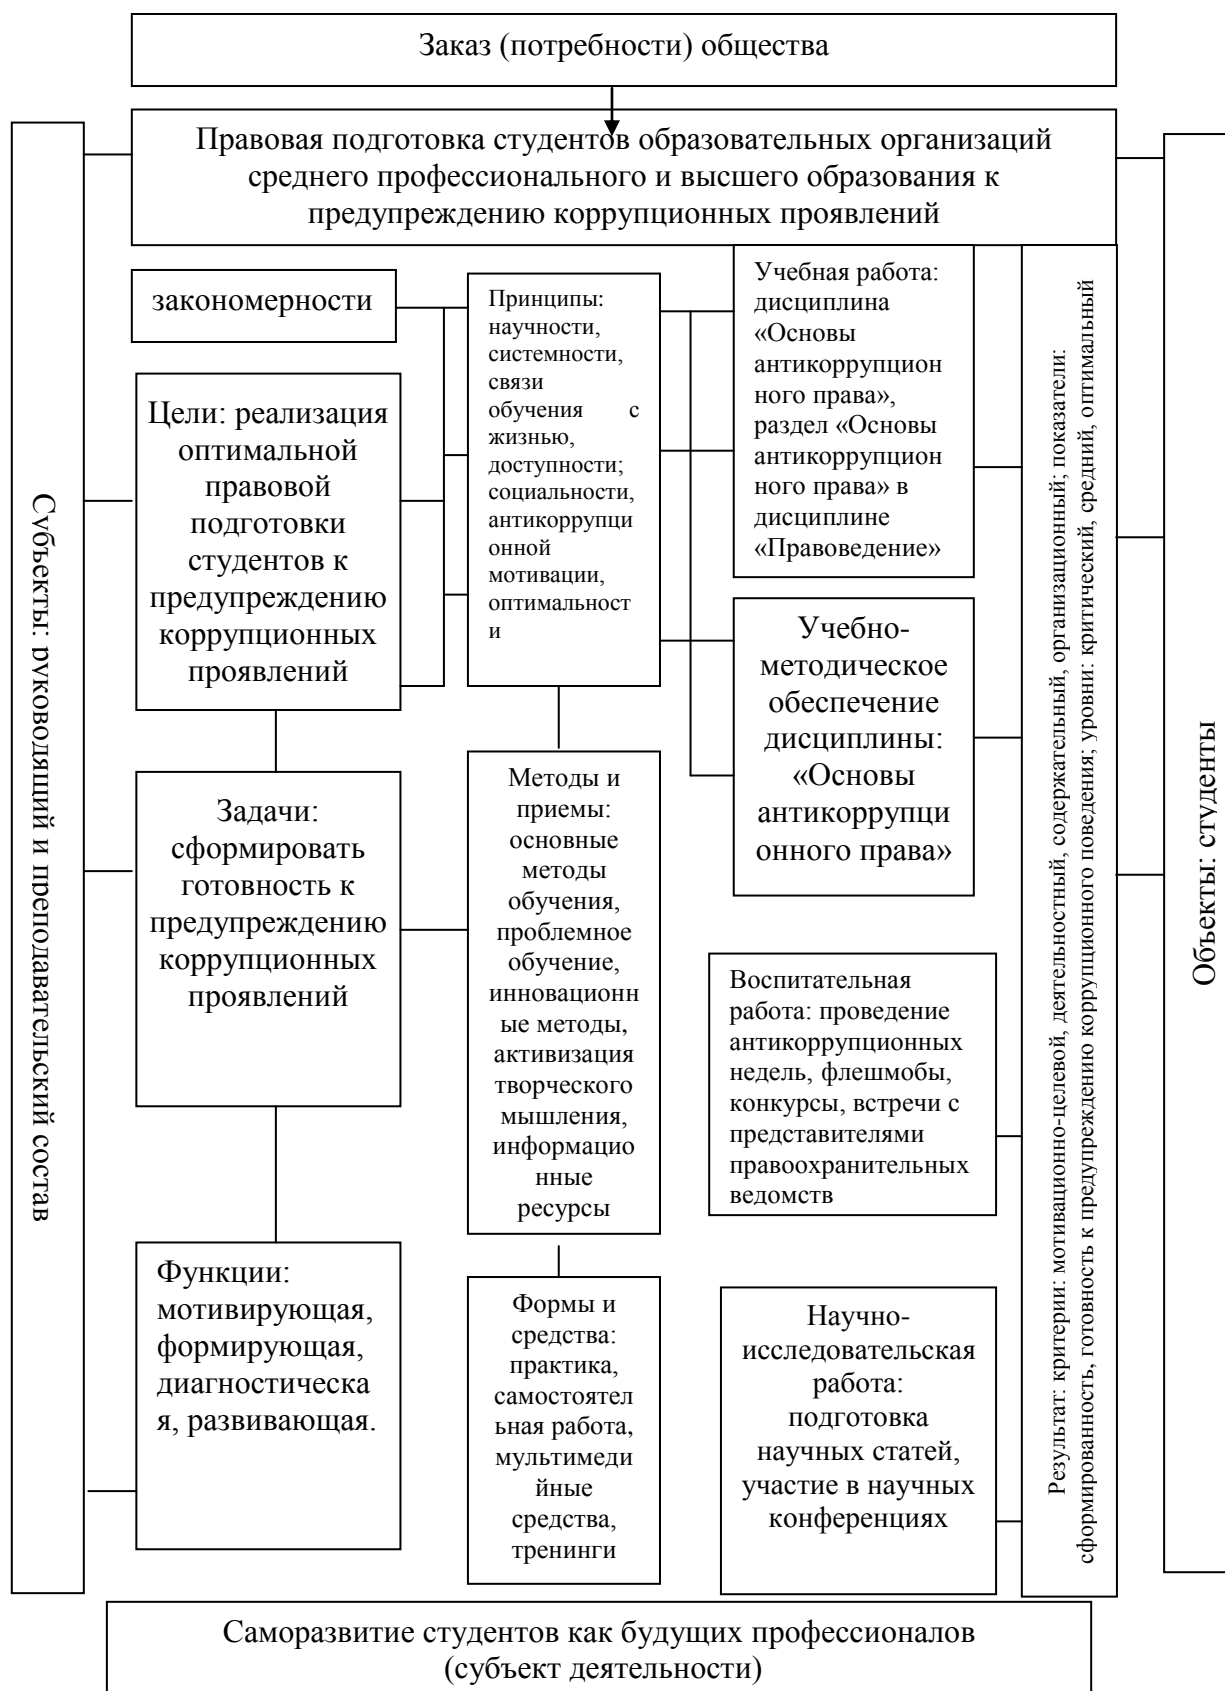 Заказ (потребности) общества
Правовая подготовка студентов образовательных организаций
среднего профессионального и высшего образования к
предупреждению коррупционных проявлений
Субъекты: руководящий и преподавательский состав
закономерности
Цели: реализация
оптимальной
правовой
подготовки
студентов к
предупреждению
коррупционных
проявлений
Задачи:
сформировать
готовность к
предупреждению
коррупционных
проявлений
Функции:
мотивирующая,
формирующая,
диагностическа
я, развивающая.
Принципы:
научности,
системности,
связи
обучения с
жизнью,
доступности;
социальности,
антикоррупци
онной
мотивации,
оптимальност
и
Методы и
приемы:
основные
методы
обучения,
проблемное
обучение,
инновационн
ые методы,
активизация
творческого
мышления,
информацио
нные
ресурсы
Формы и
средства:
практика,
самостоятел
ьная работа,
мультимеди
йные
средства,
тренинги
Учебная работа:
дисциплина
«Основы
антикоррупцион
ного права»,
раздел «Основы
антикоррупцион
ного права» в
дисциплине
«Правоведение»
Учебно-
методическое
обеспечение
дисциплины:
«Основы
антикоррупци
онного права»
Воспитательная
работа: проведение
антикоррупционных
недель, флешмобы,
конкурсы, встречи с
представителями
правоохранительных
ведомств
Научно-
исследовательская
работа:
подготовка
научных статей,
участие в научных
конференциях
Результат: критерии: мотивационно-целевой, деятельностный, содержательный, организационный; показатели:
сформированность, готовность к предупреждению коррупционного поведения; уровни: критический, средний, оптимальный
Объекты: студенты
Саморазвитие студентов как будущих профессионалов
(субъект деятельности)